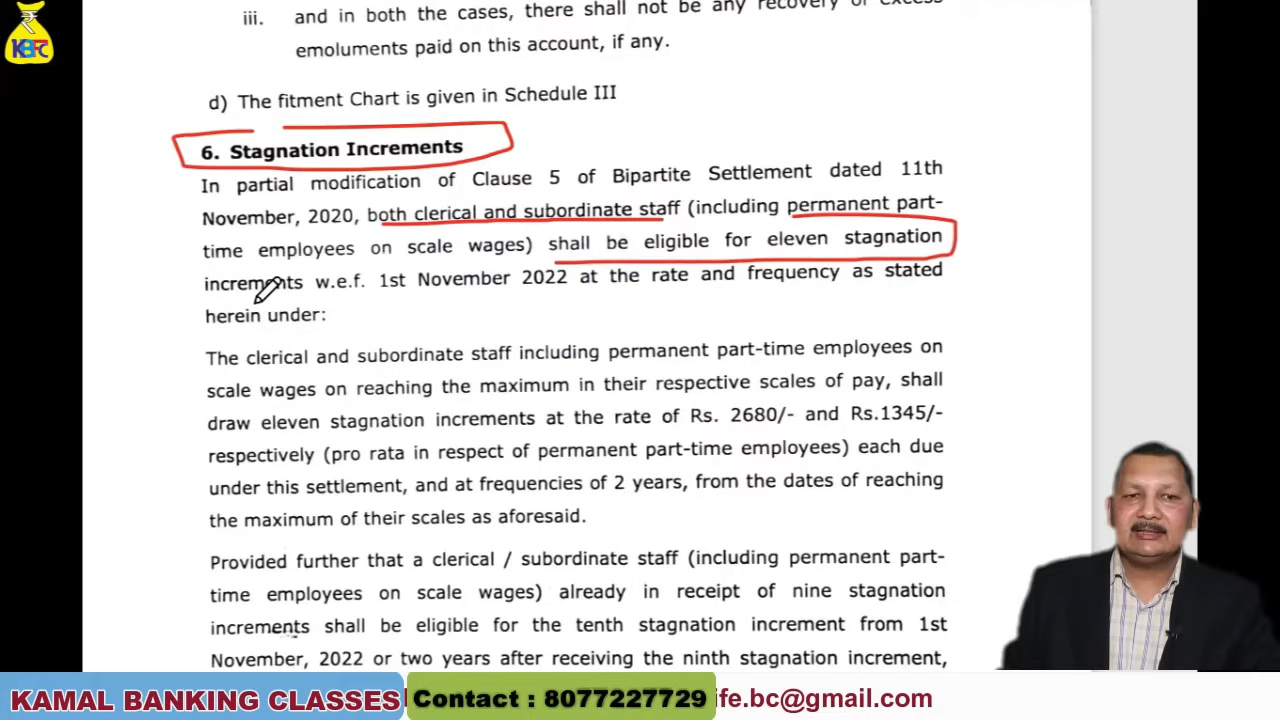 ₹
KBFC
iii. and in both the cases, there shall not be any recovery of excess
emoluments paid on this account, if any.
d) The fitment Chart is given in Schedule III
6. Stagnation Increments
In partial modification of Clause 5 of Bipartite Settlement dated 11th
November, 2020, both clerical and subordinate staff (including permanent part-
time employees on scale wages) shall be eligible for eleven stagnation
increments w.e.f. 1st November 2022 at the rate and frequency as stated
herein under:
The clerical and subordinate staff including permanent part-time employees on
scale wages on reaching the maximum in their respective scales of pay, shall
draw eleven stagnation increments at the rate of Rs. 2680/- and Rs.1345/-
respectively (pro rata in respect of permanent part-time employees) each due
under this settlement, and at frequencies of 2 years, from the dates of reaching
the maximum of their scales as aforesaid.
Provided further that a clerical / subordinate staff (including permanent part-
time employees on scale wages) already in receipt of nine stagnation
increments shall be eligible for the tenth stagnation increment from 1st
November, 2022 or two years after receiving the ninth stagnation increment,
KAMAL BANKING CLASSES Contact : 8077227729 ife.bc@gmail.com